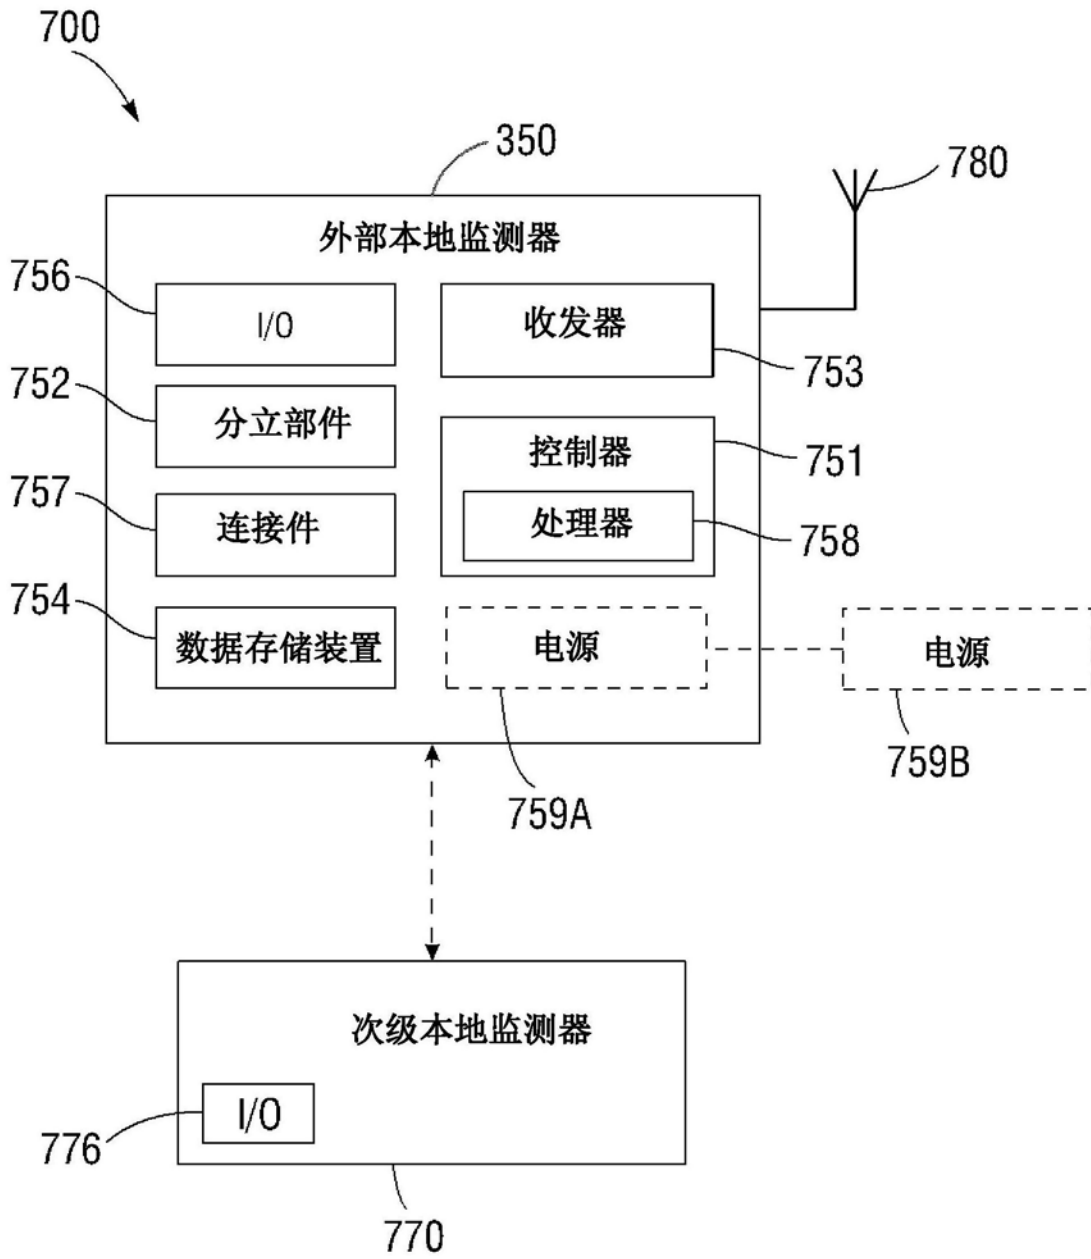 700
350
780
外部本地监测器
756
I/O
收发器
753
752
分立部件
控制器
751
757
连接件
处理器
758
754
数据存储装置
电源
电源
759A
759B
次级本地监测器
I/O
776
770